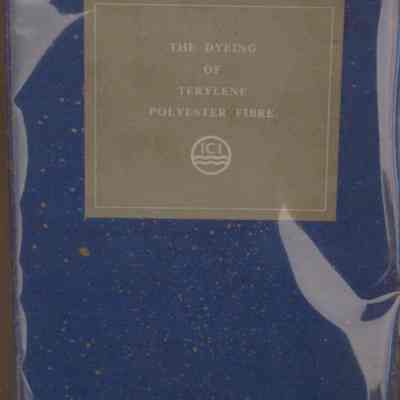 THE DYEING
OF
TERYLENE
POLYESTER FIBRE
ICI